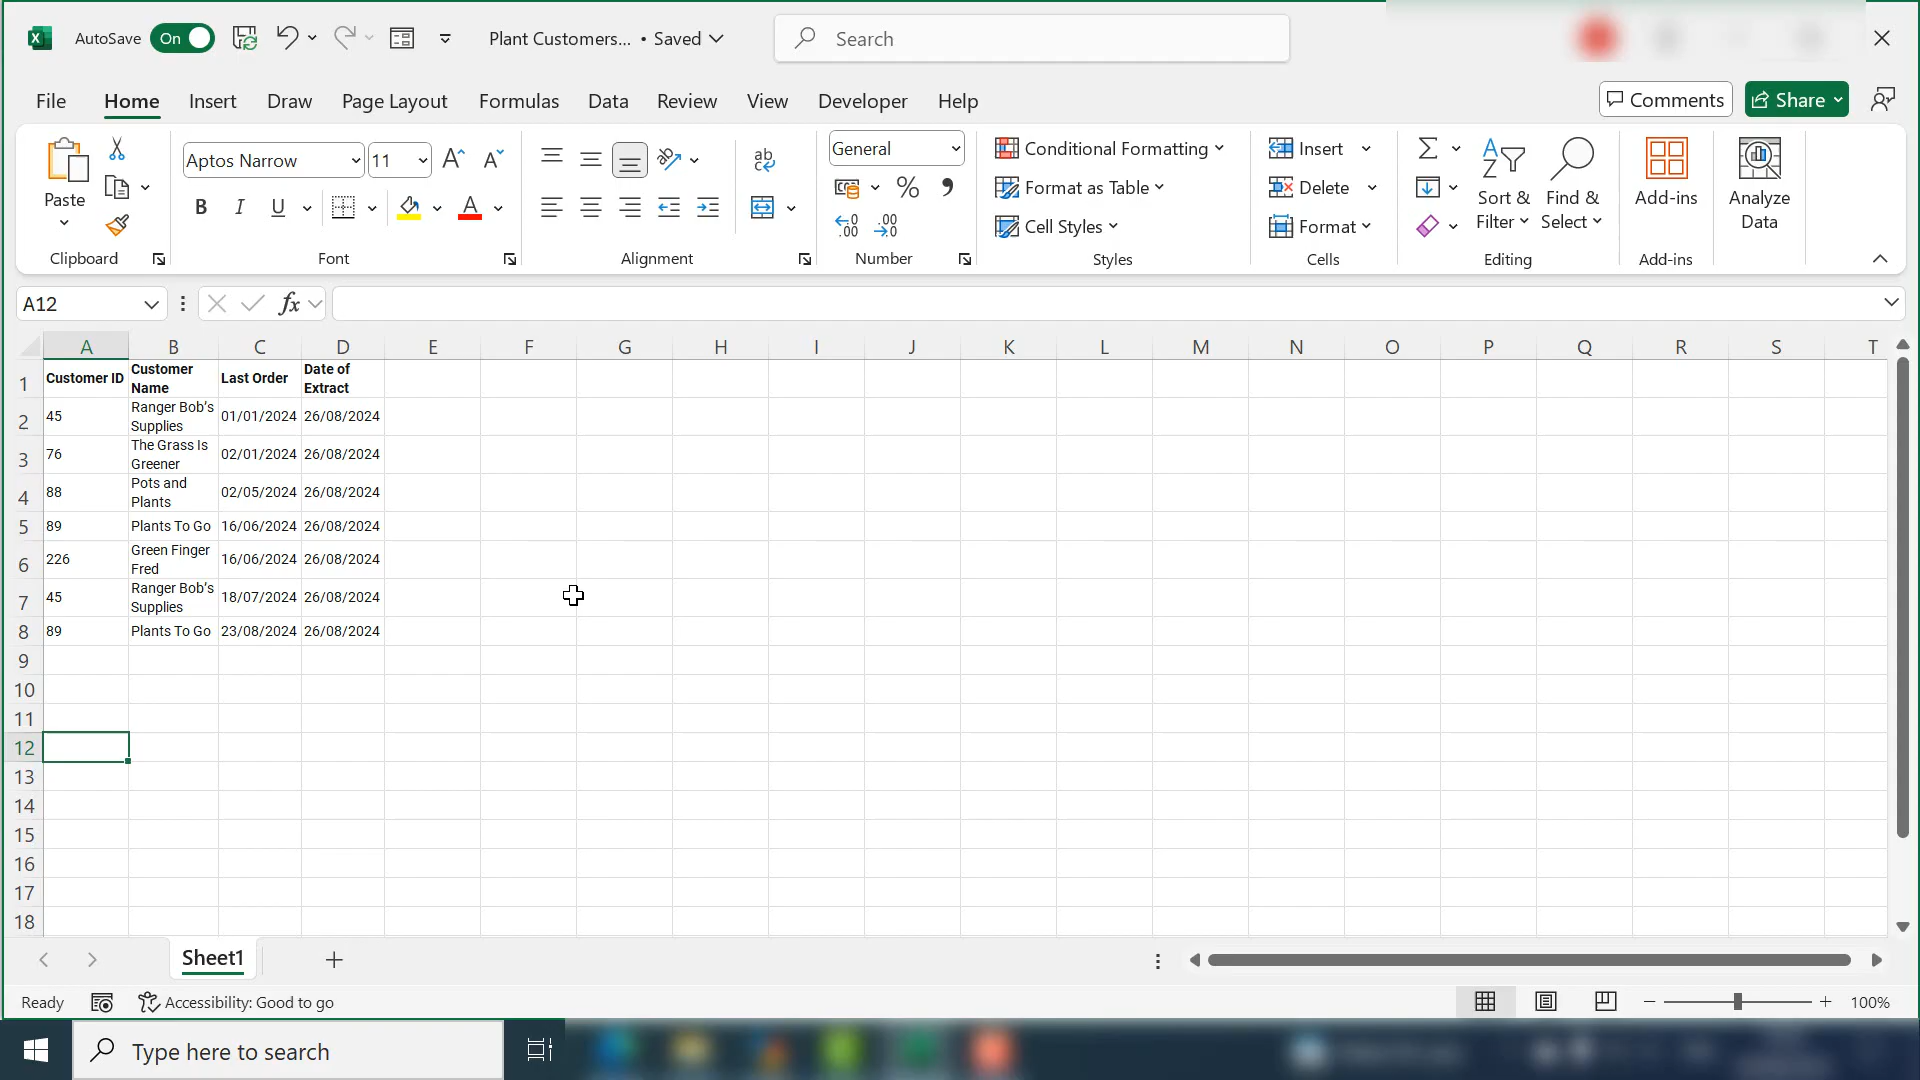 AutoSave On Plant Customers... • Saved Search
File Home Insert Draw Page Layout Formulas Data Review View Developer Help Comments Share
Paste
Clipboard
Aptos Narrow 11
B I U A
Font
ab
Alignment
General
% 9
.00 .00
Number
Conditional Formatting
Format as Table
Cell Styles
Styles
Insert
Delete
Format
Cells
Sort &
Filter
Find &
Select
Editing
Add-ins
Add-ins
Analyze
Data
A12 fx
A B C D E F G H I J K L M N O P Q R S T
1 Customer ID Customer Name Last Order Date of Extract
2 45 Ranger Bob's Supplies 01/01/2024 26/08/2024
3 76 The Grass Is Greener 02/01/2024 26/08/2024
4 88 Pots and Plants 02/05/2024 26/08/2024
5 89 Plants To Go 16/06/2024 26/08/2024
6 226 Green Finger Fred 16/06/2024 26/08/2024
7 45 Ranger Bob's Supplies 18/07/2024 26/08/2024
8 89 Plants To Go 23/08/2024 26/08/2024
9
10
11
12
13
14
15
16
17
18
Sheet1
Ready Accessibility: Good to go 100%
Type here to search